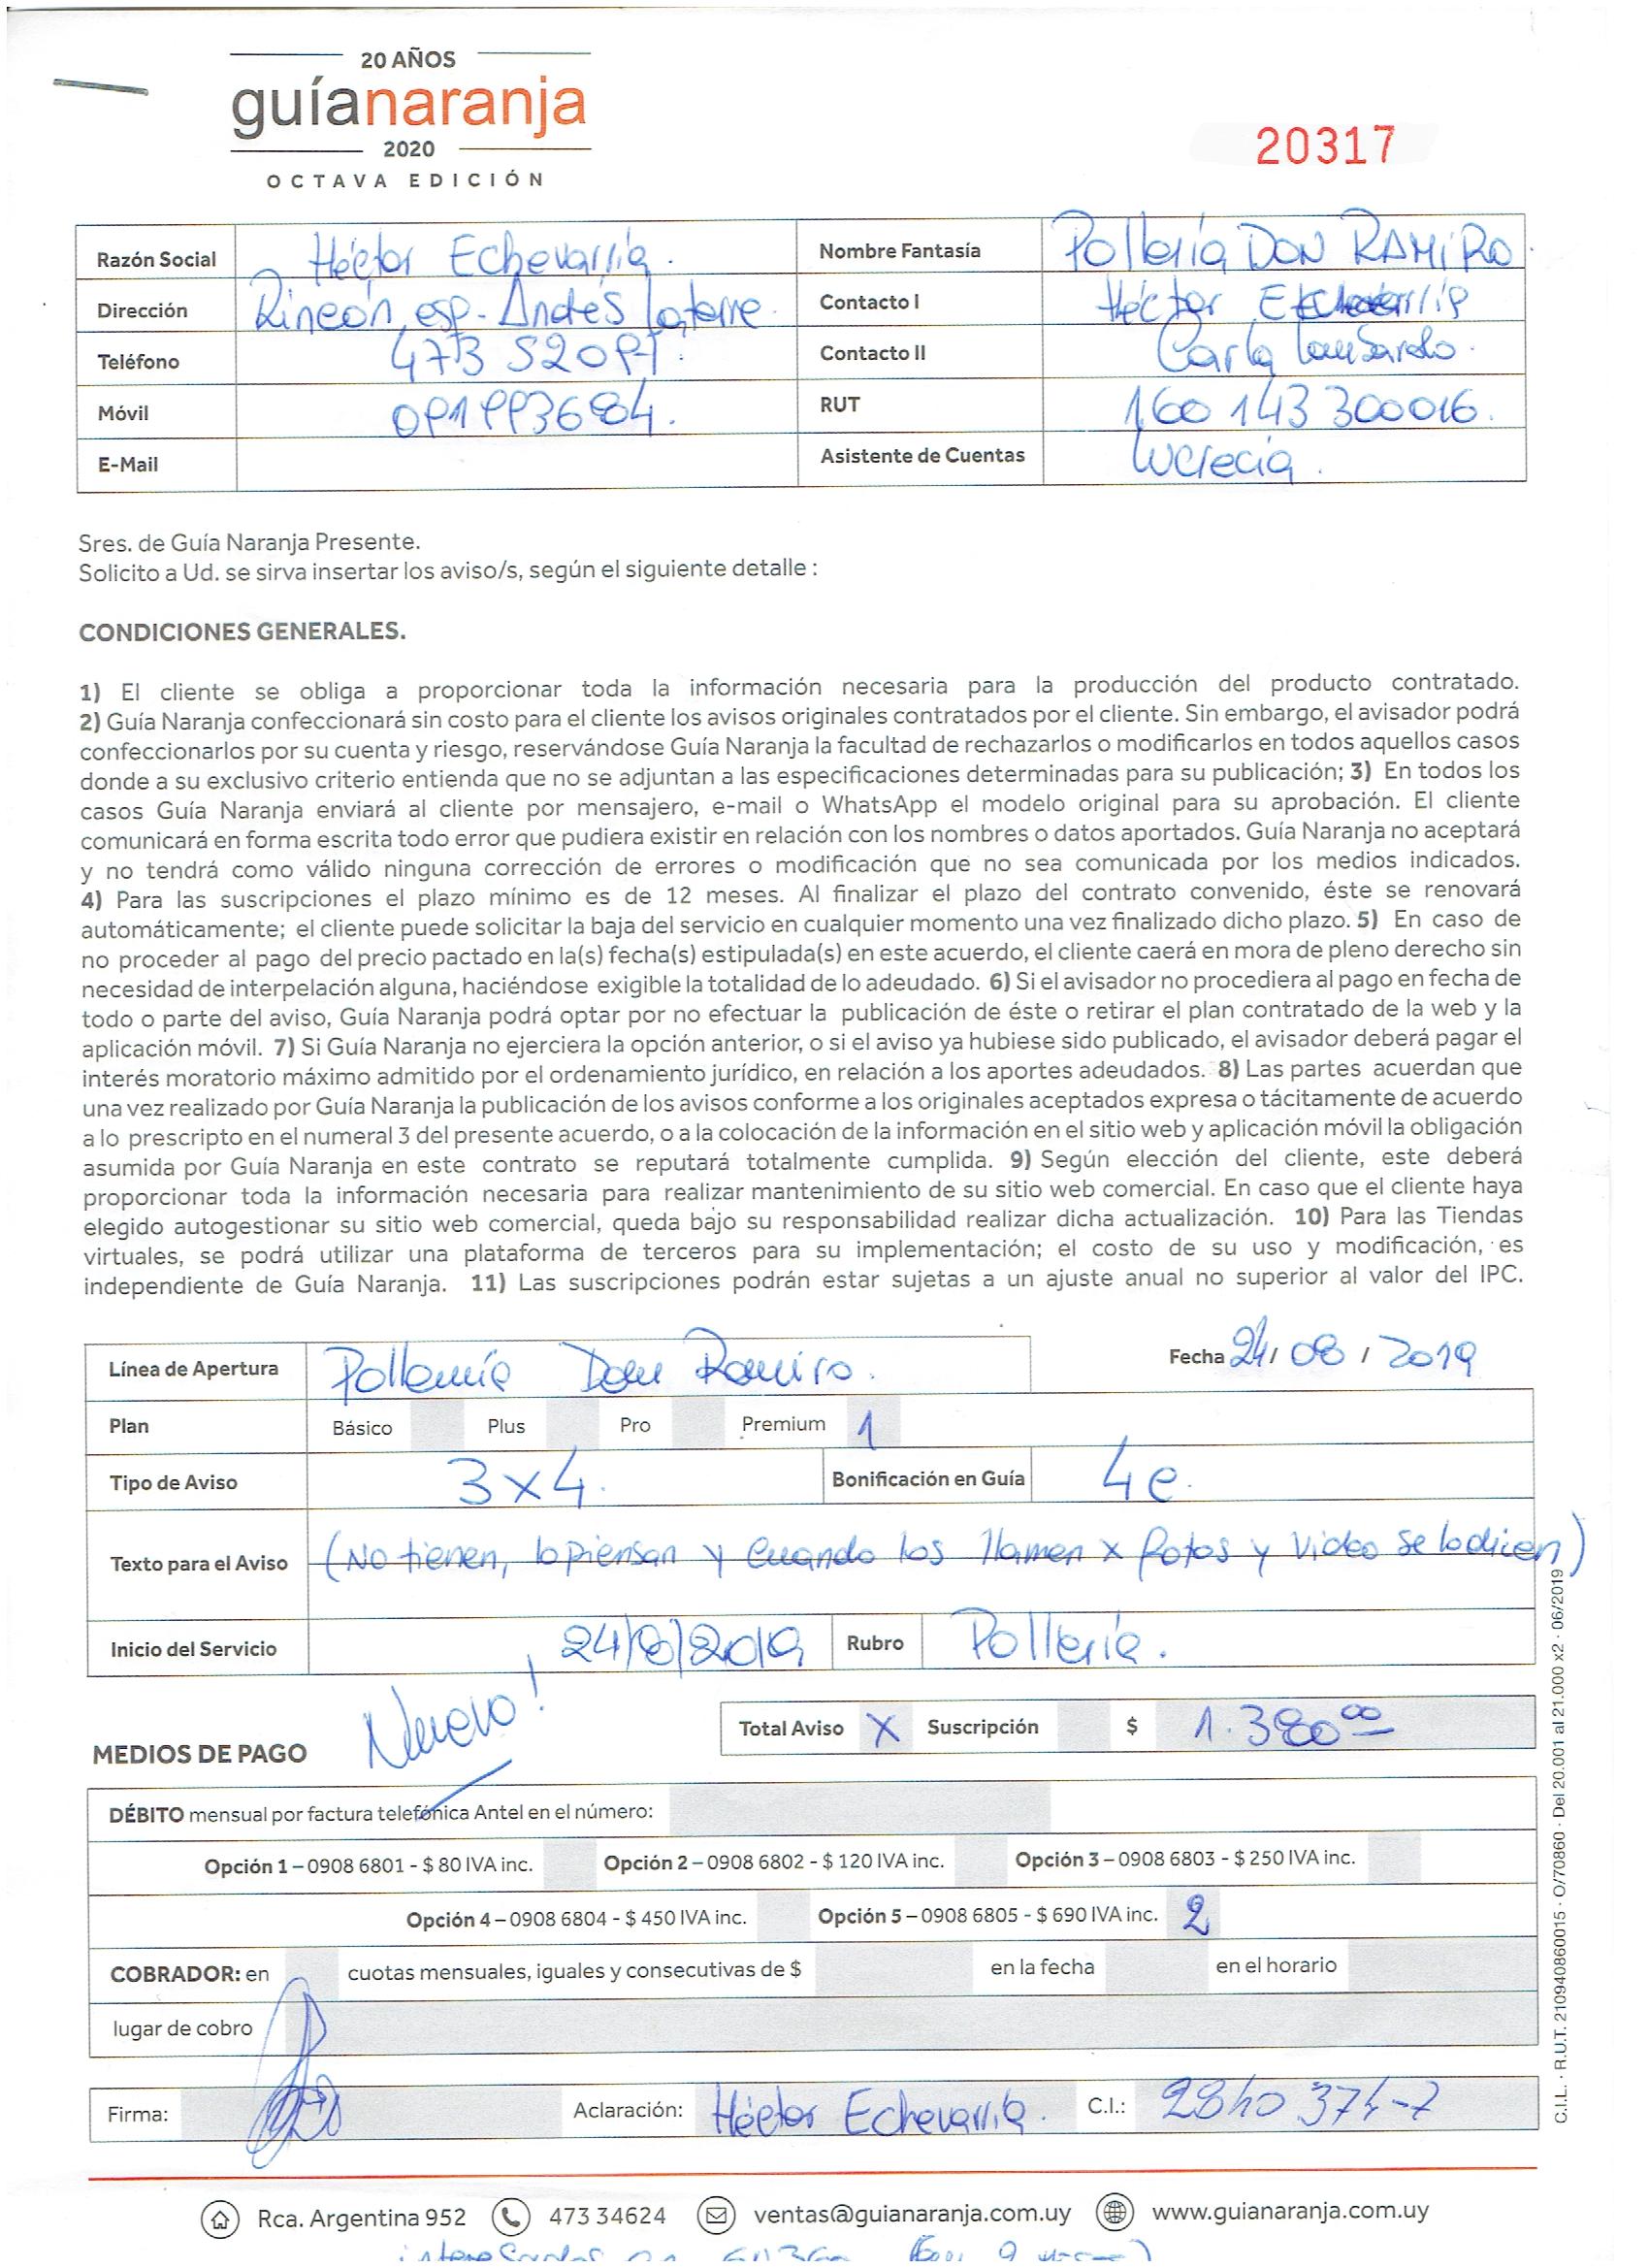 20 AÑOS
guíanaranja
2020
OCTAVA EDICIÓN
20317
Razón Social Héctor Echevarría. Nombre Fantasía Pollería DON RAMIRO
Dirección Rincón esp. Andrés Latorre. Contacto I Héctor
Teléfono 473 52091. Contacto II Carla Lombardo.
Móvil 091993684. RUT 160 143 300016.
E-Mail Asistente de Cuentas Lucrecia.
Sres. de Guía Naranja Presente.
Solicito a Ud. se sirva insertar los aviso/s, según el siguiente detalle :
CONDICIONES GENERALES.
1) El cliente se obliga a proporcionar toda la información necesaria para la producción del producto contratado.
2) Guía Naranja confeccionará sin costo para el cliente los avisos originales contratados por el cliente. Sin embargo, el avisador podrá
confeccionarlos por su cuenta y riesgo, reservándose Guía Naranja la facultad de rechazarlos o modificarlos en todos aquellos casos
donde a su exclusivo criterio entienda que no se adjuntan a las especificaciones determinadas para su publicación; 3) En todos los
casos Guía Naranja enviará al cliente por mensajero, e-mail o WhatsApp el modelo original para su aprobación. El cliente
comunicará en forma escrita todo error que pudiera existir en relación con los nombres o datos aportados. Guía Naranja no aceptará
y no tendrá como válido ninguna corrección de errores o modificación que no sea comunicada por los medios indicados.
4) Para las suscripciones el plazo mínimo es de 12 meses. Al finalizar el plazo del contrato convenido, éste se renovará
automáticamente; el cliente puede solicitar la baja del servicio en cualquier momento una vez finalizado dicho plazo. 5) En caso de
no proceder al pago del precio pactado en la(s) fecha(s) estipulada(s) en este acuerdo, el cliente caerá en mora de pleno derecho sin
necesidad de interpelación alguna, haciéndose exigible la totalidad de lo adeudado. 6) Si el avisador no procediera al pago en fecha de
todo o parte del aviso, Guía Naranja podrá optar por no efectuar la publicación de éste o retirar el plan contratado de la web y la
aplicación móvil. 7) Si Guía Naranja no ejerciera la opción anterior, o si el aviso ya hubiese sido publicado, el avisador deberá pagar el
interés moratorio máximo admitido por el ordenamiento jurídico, en relación a los aportes adeudados. 8) Las partes acuerdan que
una vez realizado por Guía Naranja la publicación de los avisos conforme a los originales aceptados expresa o tácitamente de acuerdo
a lo prescripto en el numeral 3 del presente acuerdo, o a la colocación de la información en el sitio web y aplicación móvil la obligación
asumida por Guía Naranja en este contrato se reputará totalmente cumplida. 9) Según elección del cliente, este deberá
proporcionar toda la información necesaria para realizar mantenimiento de su sitio web comercial. En caso que el cliente haya
elegido autogestionar su sitio web comercial, queda bajo su responsabilidad realizar dicha actualización. 10) Para las Tiendas
virtuales, se podrá utilizar una plataforma de terceros para su implementación; el costo de su uso y modificación, es
independiente de Guía Naranja. 11) Las suscripciones podrán estar sujetas a un ajuste anual no superior al valor del IPC.
Línea de Apertura Pollería Don Ramiro. Fecha 24/ 08 / 2019
Plan Básico Plus Pro Premium 1
Tipo de Aviso 3x4. Bonificación en Guía 4e.
Texto para el Aviso (No tienen, lo piensan y cuando los llamen x fotos y video se lo dicen)
Inicio del Servicio 24/8/2019 Rubro Pollería.
Nuevo!
Total Aviso X Suscripción $ 1.380 00
MEDIOS DE PAGO
DÉBITO mensual por factura telefónica Antel en el número:
Opción 1 – 0908 6801 - $ 80 IVA inc. Opción 2 – 0908 6802 - $ 120 IVA inc. Opción 3 – 0908 6803 - $ 250 IVA inc.
Opción 4 – 0908 6804 - $ 450 IVA inc. Opción 5 – 0908 6805 - $ 690 IVA inc. 2
COBRADOR: en cuotas mensuales, iguales y consecutivas de $ en la fecha en el horario
lugar de cobro
Firma: Aclaración: Héctor Echevarría. C.I.: 2840 374-7
C.I.L. · R.U.T. 210940860015 · O/70860 · Del 20.001 al 21.000 x2 · 06/2019
Rca. Argentina 952 473 34624 ventas@guianaranja.com.uy www.guianaranja.com.uy